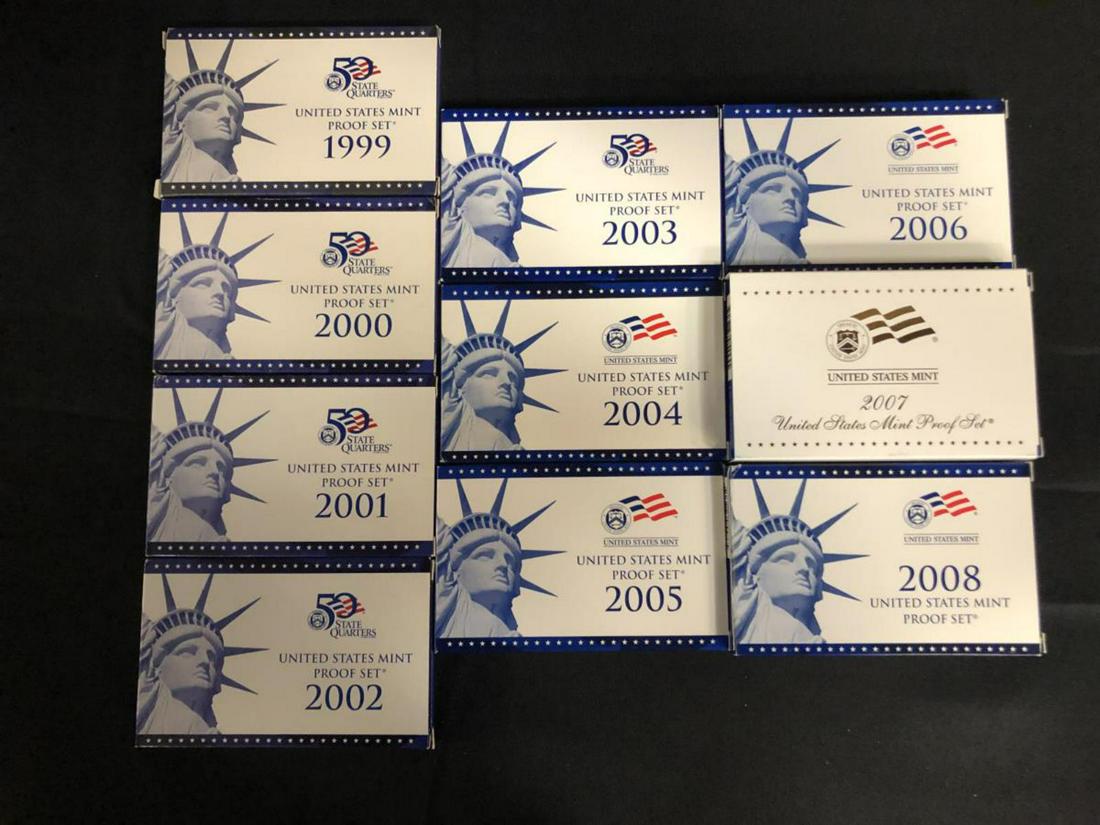 50
STATE
QUARTERS™
UNITED STATES MINT
PROOF SET®
1999
50
STATE
QUARTERS™
UNITED STATES MINT
PROOF SET®
2000
50
STATE
QUARTERS™
UNITED STATES MINT
PROOF SET®
2001
50
STATE
QUARTERS
UNITED STATES MINT
PROOF SET®
2002
50
STATE
QUARTERS
UNITED STATES MINT
PROOF SET®
2003
UNITED STATES MINT
UNITED STATES MINT
PROOF SET®
2004
UNITED STATES MINT
UNITED STATES MINT
PROOF SET®
2005
UNITED STATES MINT
UNITED STATES MINT
PROOF SET®
2006
UNITED STATES MINT
2007
United States Mint Proof Set®
UNITED STATES MINT
2008
UNITED STATES MINT
PROOF SET®